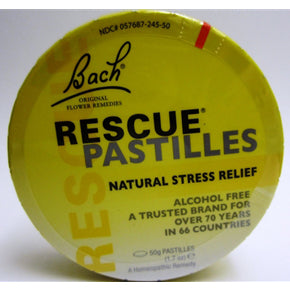 NDC# 057687-245-50
Bach®
ORIGINAL
FLOWER REMEDIES
RESCUE
RESCUE®
PASTILLES
NATURAL STRESS RELIEF
ALCOHOL FREE
A TRUSTED BRAND FOR
OVER 70 YEARS
IN 66 COUNTRIES
50g PASTILLES
(1.7 oz) e
A Homeopathic Remedy